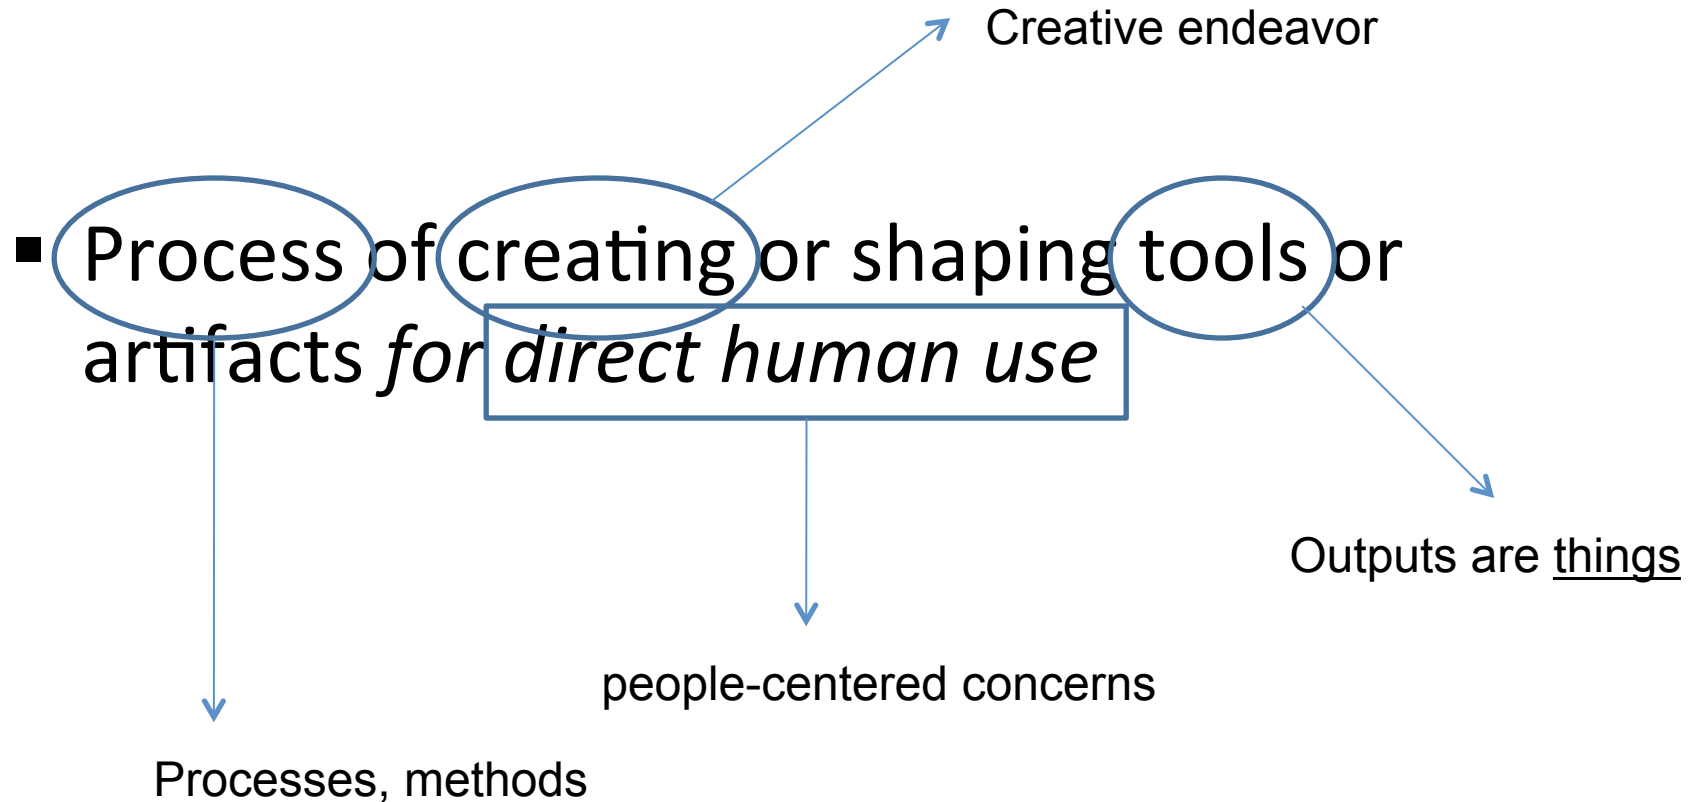 Creative endeavor
▪ Process of creating or shaping tools or
artifacts for direct human use
Outputs are things
people-centered concerns
Processes, methods